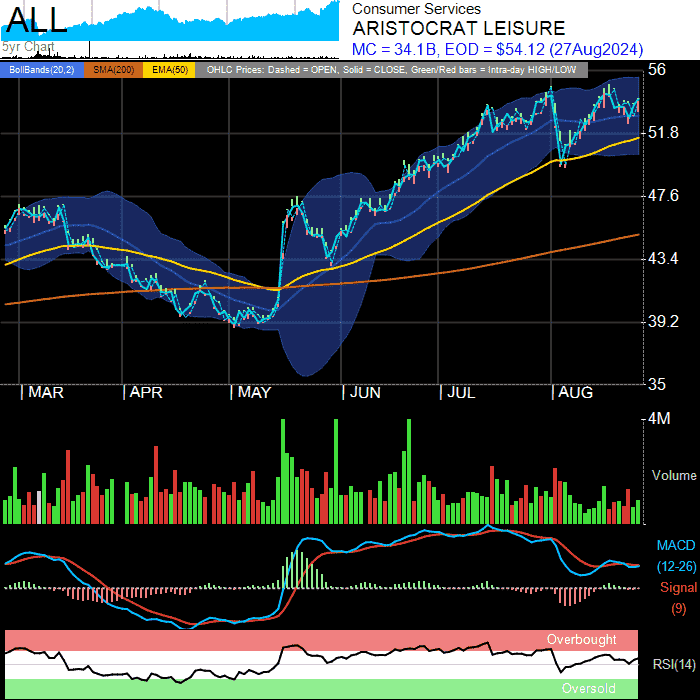 ALL
5yr Chart
Consumer Services
ARISTOCRAT LEISURE
MC = 34.1B, EOD = $54.12 (27Aug2024)
BollBands(20,2) SMA(200) EMA(50) OHLC Prices: Dashed = OPEN, Solid = CLOSE, Green/Red bars = Intra-day HIGH/LOW
56
51.8
47.6
43.4
39.2
35
| MAR | APR | MAY | JUN | JUL | AUG
4M
Volume
MACD
(12-26)
Signal
(9)
Overbought
RSI(14)
Oversold